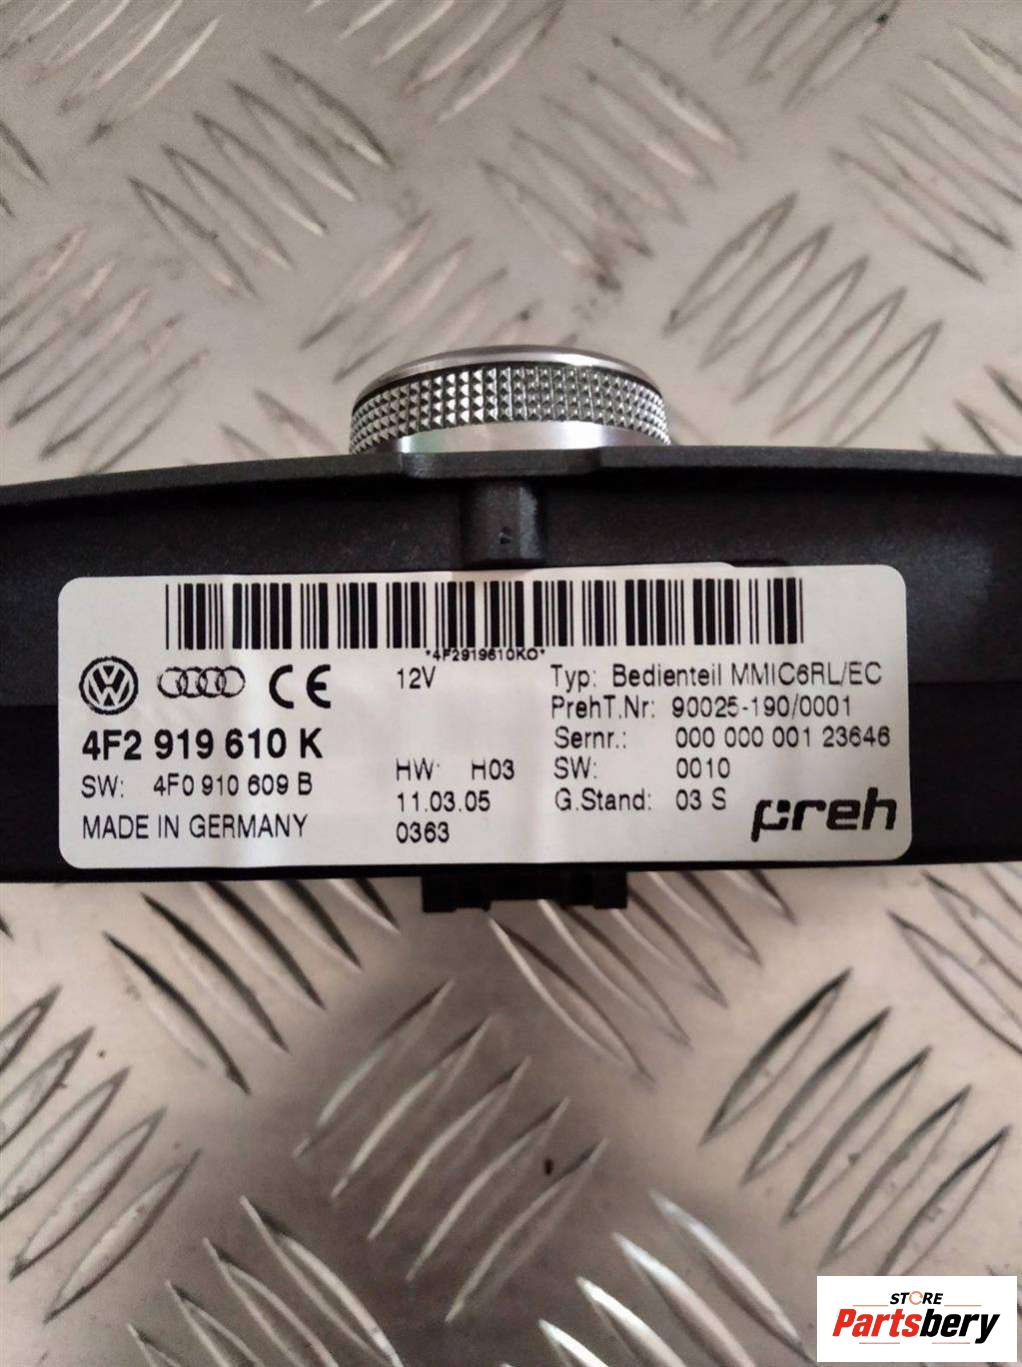 *4F2919610KO*
12V
Typ: Bedienteil MMIC6RL/EC
PrehT.Nr: 90025-190/0001
4F2 919 610 K
Sernr.: 000 000 001 23646
SW: 4F0 910 609 B
HW: H03
SW: 0010
11.03.05
G.Stand: 03 S
MADE IN GERMANY
0363
preh
STORE
Partsbery